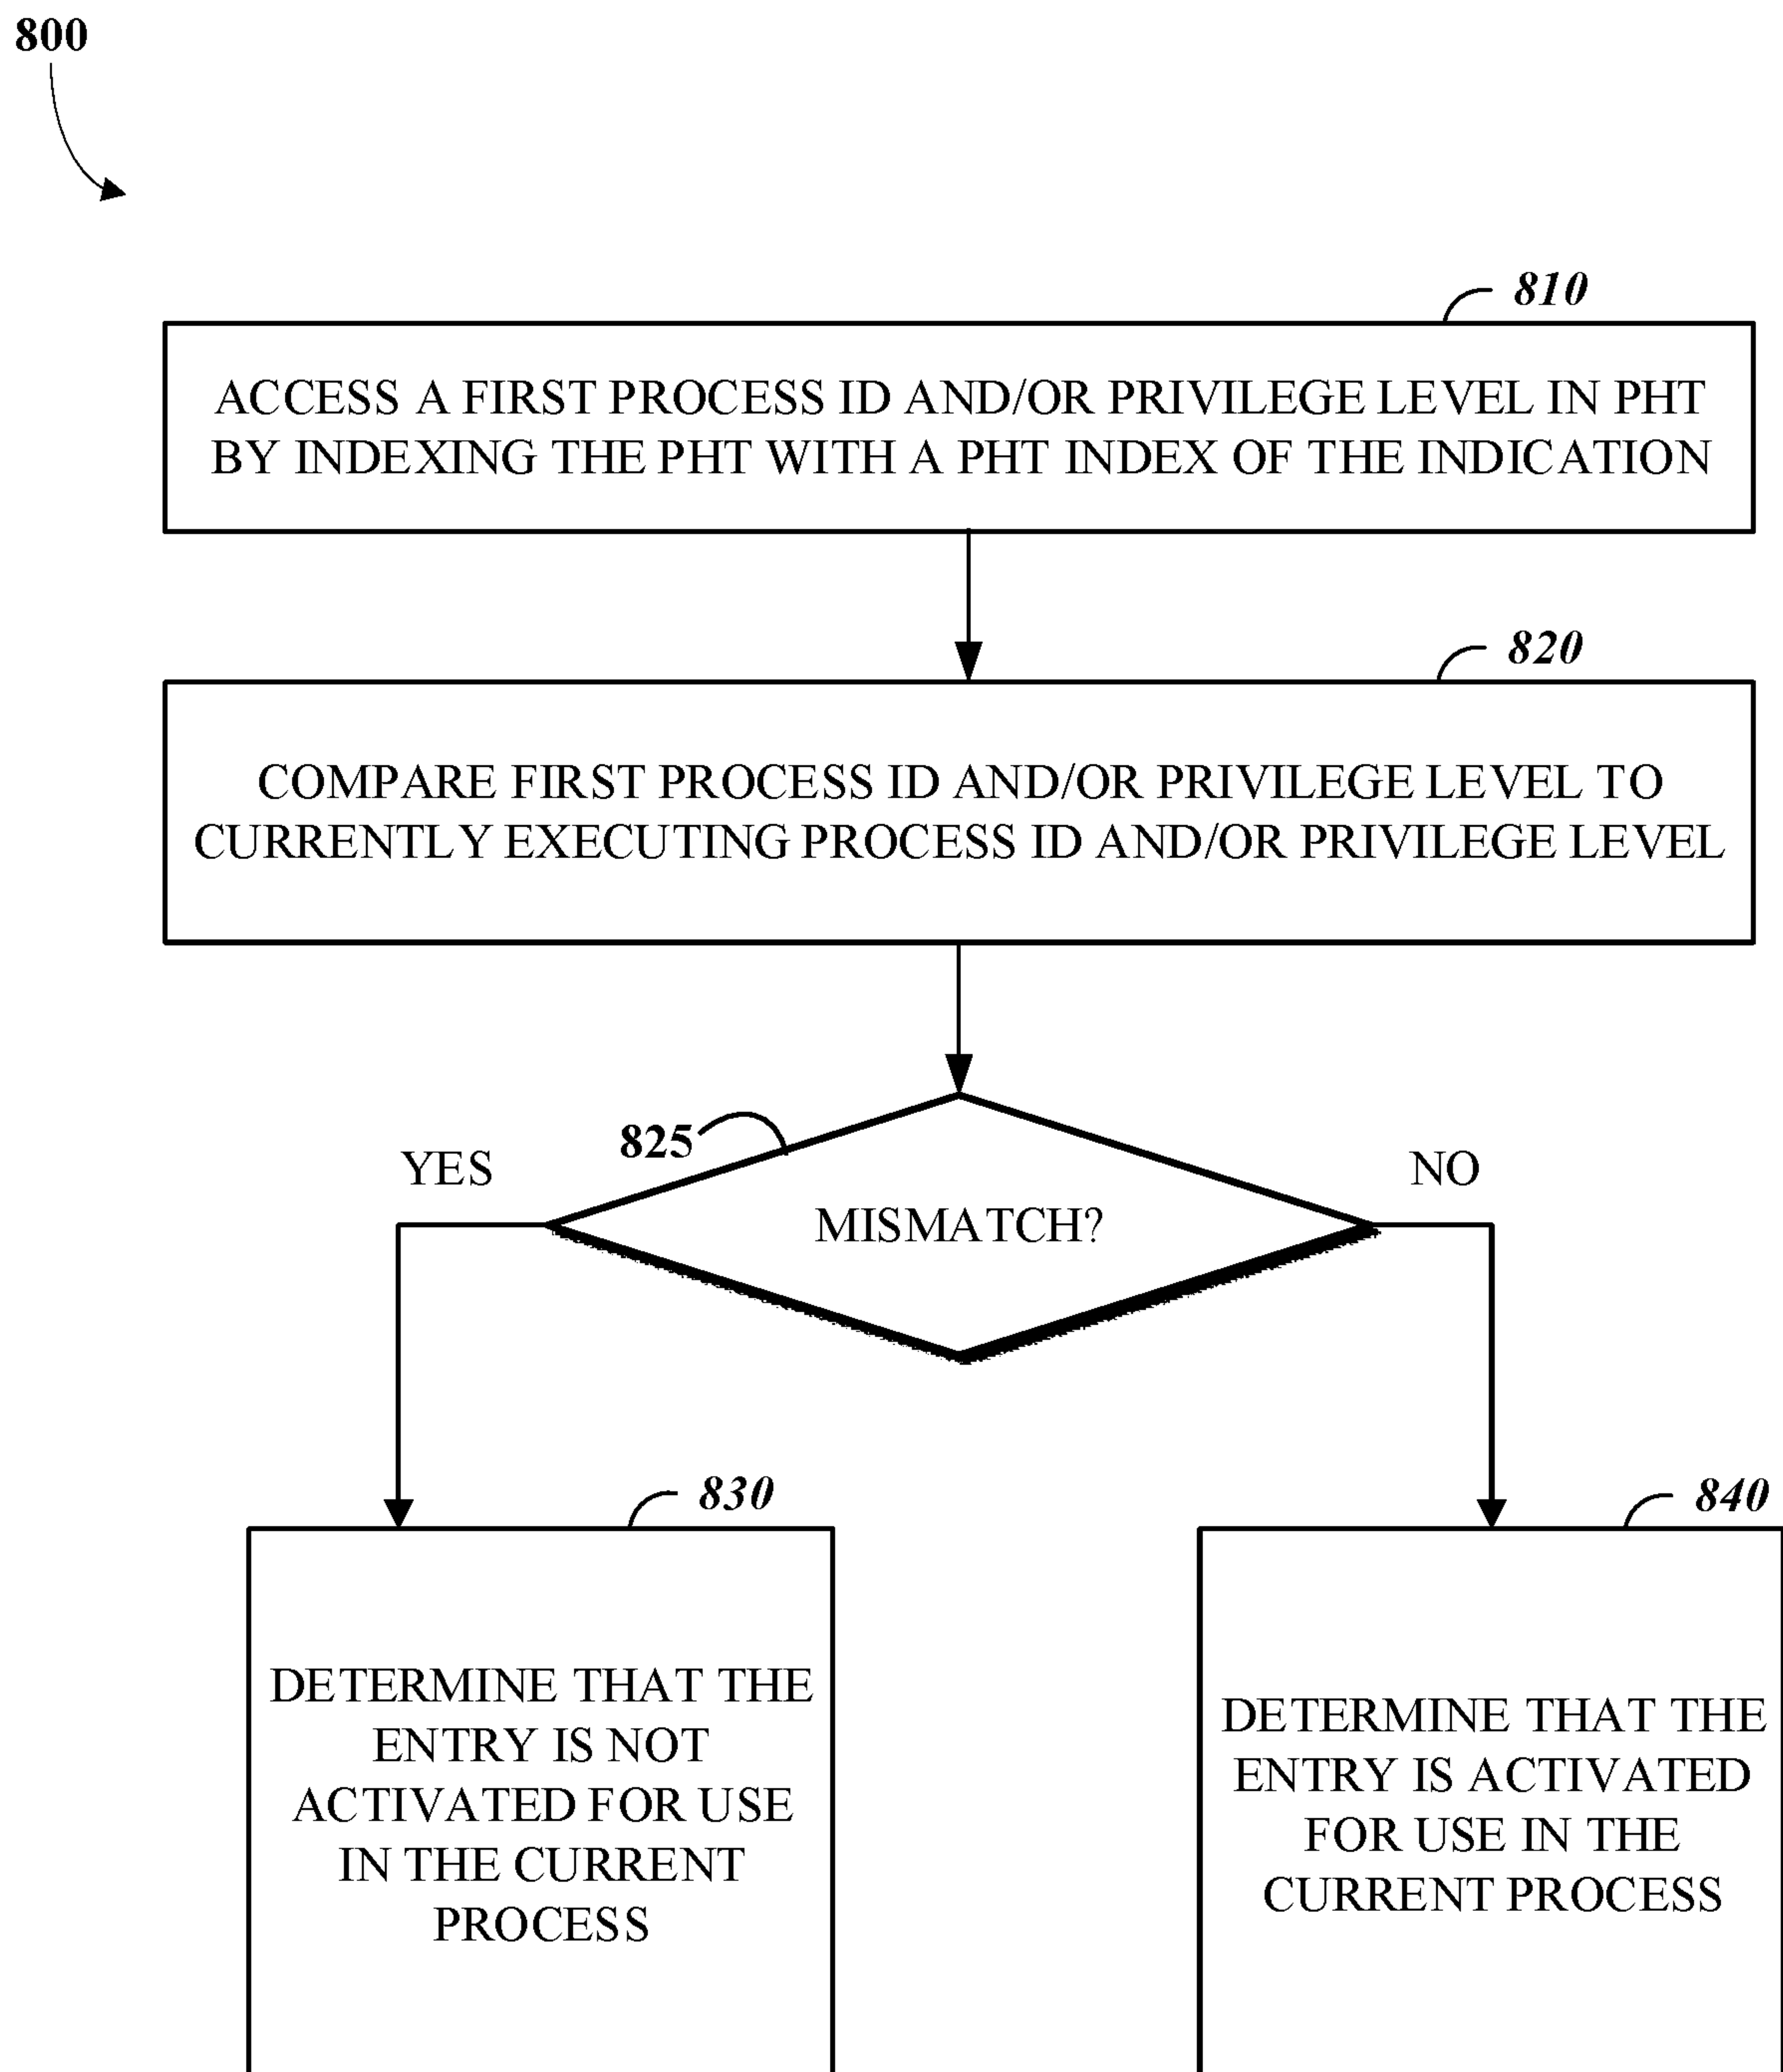 800
810
ACCESS A FIRST PROCESS ID AND/OR PRIVILEGE LEVEL IN PHT
BY INDEXING THE PHT WITH A PHT INDEX OF THE INDICATION
820
COMPARE FIRST PROCESS ID AND/OR PRIVILEGE LEVEL TO
CURRENTLY EXECUTING PROCESS ID AND/OR PRIVILEGE LEVEL
825
YES
NO
MISMATCH?
830
DETERMINE THAT THE
ENTRY IS NOT
ACTIVATED FOR USE
IN THE CURRENT
PROCESS
840
DETERMINE THAT THE
ENTRY IS ACTIVATED
FOR USE IN THE
CURRENT PROCESS